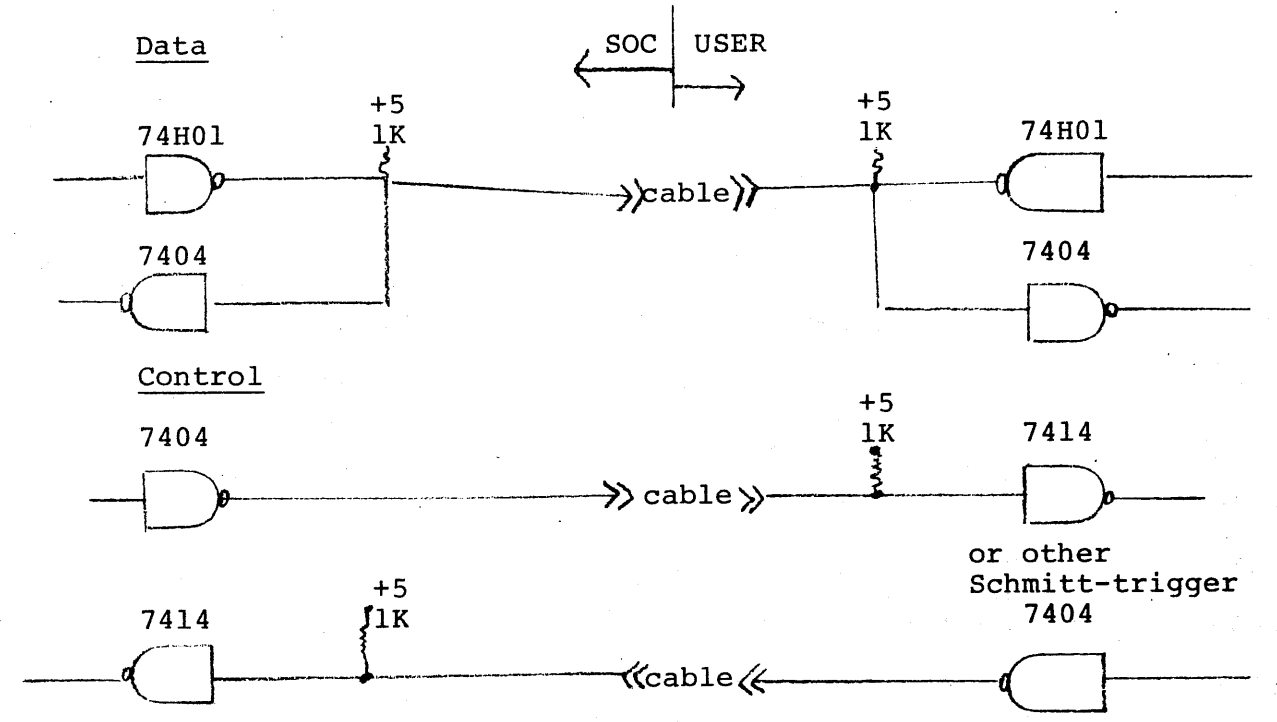 Data
SOC USER
+5
1K
+5
1K
74H01
74H01
cable
7404
7404
Control
+5
1K
7404
7414
cable
or other
Schmitt-trigger
+5
1K
7414
7404
cable